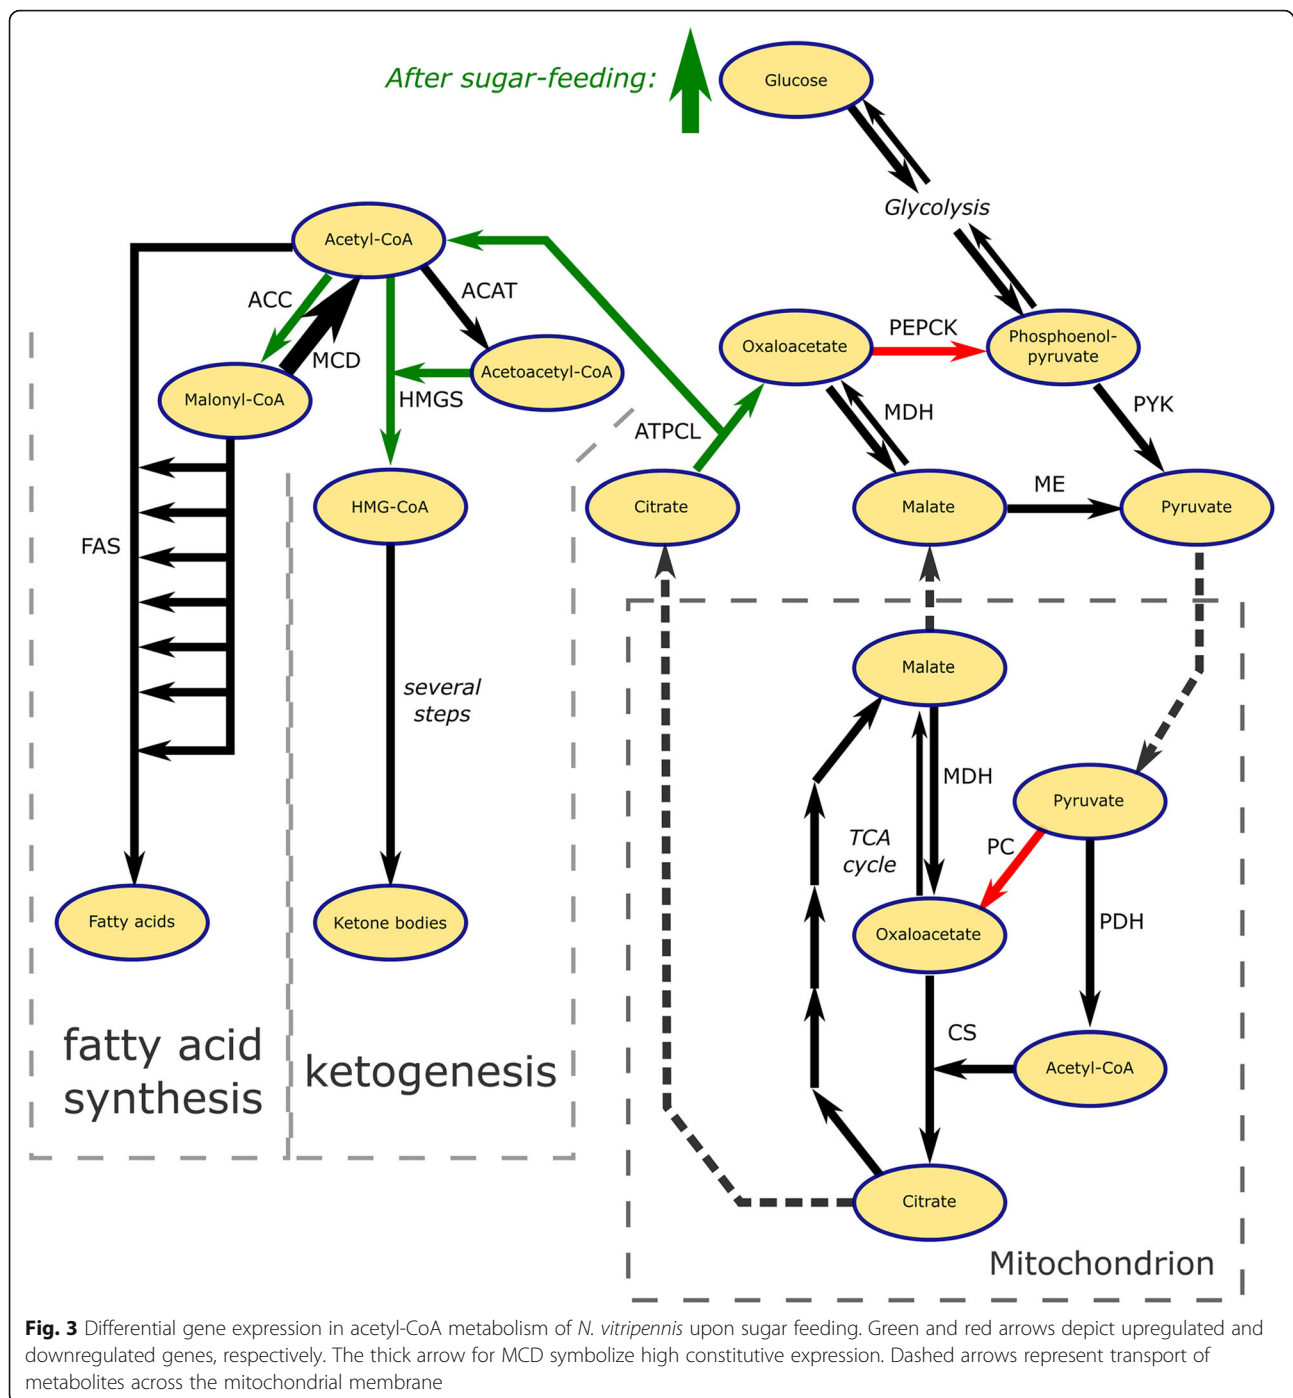 After sugar-feeding:
Glucose
Glycolysis
Acetyl-CoA
ACC
MCD
ACAT
Malonyl-CoA
HMGS
Acetoacetyl-CoA
Oxaloacetate
PEPCK
Phosphoenol-
pyruvate
ATPCL
MDH
PYK
FAS
HMG-CoA
Citrate
Malate
ME
Pyruvate
several
steps
Malate
MDH
Pyruvate
TCA
cycle
PC
PDH
Fatty acids
Ketone bodies
Oxaloacetate
CS
Acetyl-CoA
fatty acid
synthesis
ketogenesis
Citrate
Mitochondrion
Fig. 3 Differential gene expression in acetyl-CoA metabolism of N. vitripennis upon sugar feeding. Green and red arrows depict upregulated and
downregulated genes, respectively. The thick arrow for MCD symbolize high constitutive expression. Dashed arrows represent transport of
metabolites across the mitochondrial membrane